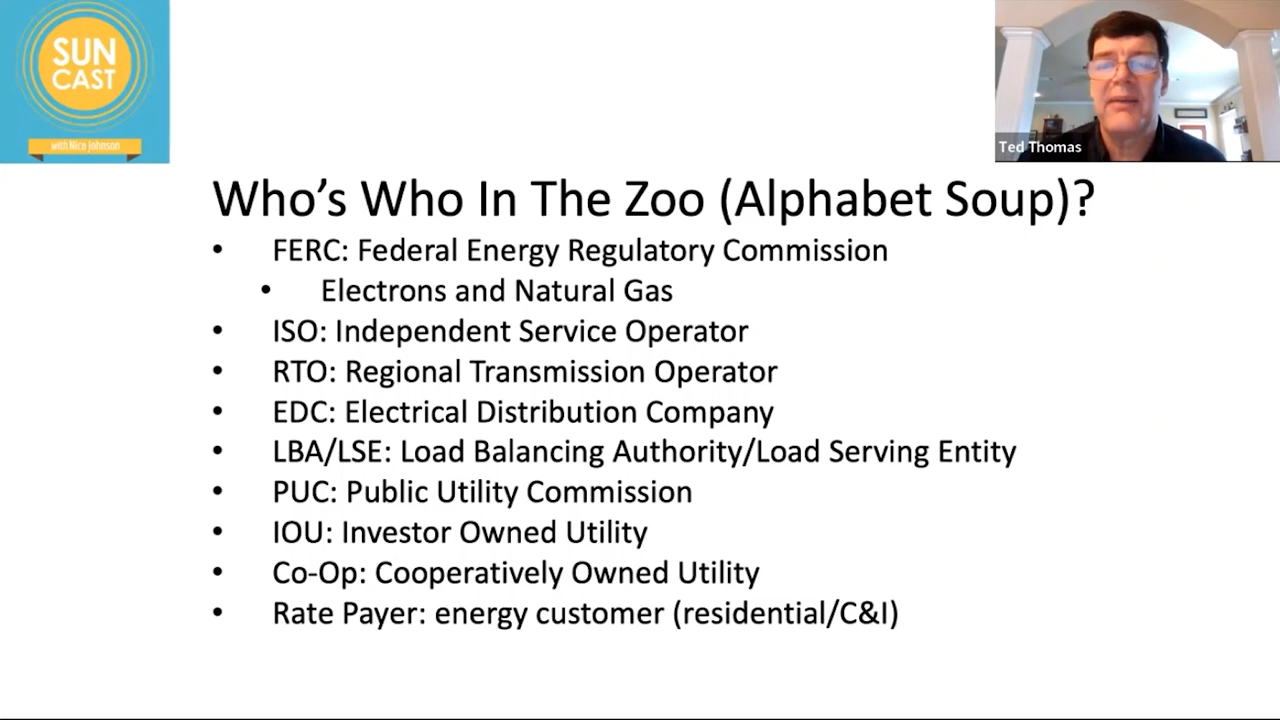 SUN
CAST
with Nico Johnson
Ted Thomas
Who's Who In The Zoo (Alphabet Soup)?
• FERC: Federal Energy Regulatory Commission
• Electrons and Natural Gas
• ISO: Independent Service Operator
• RTO: Regional Transmission Operator
• EDC: Electrical Distribution Company
• LBA/LSE: Load Balancing Authority/Load Serving Entity
• PUC: Public Utility Commission
• IOU: Investor Owned Utility
• Co-Op: Cooperatively Owned Utility
• Rate Payer: energy customer (residential/C&I)